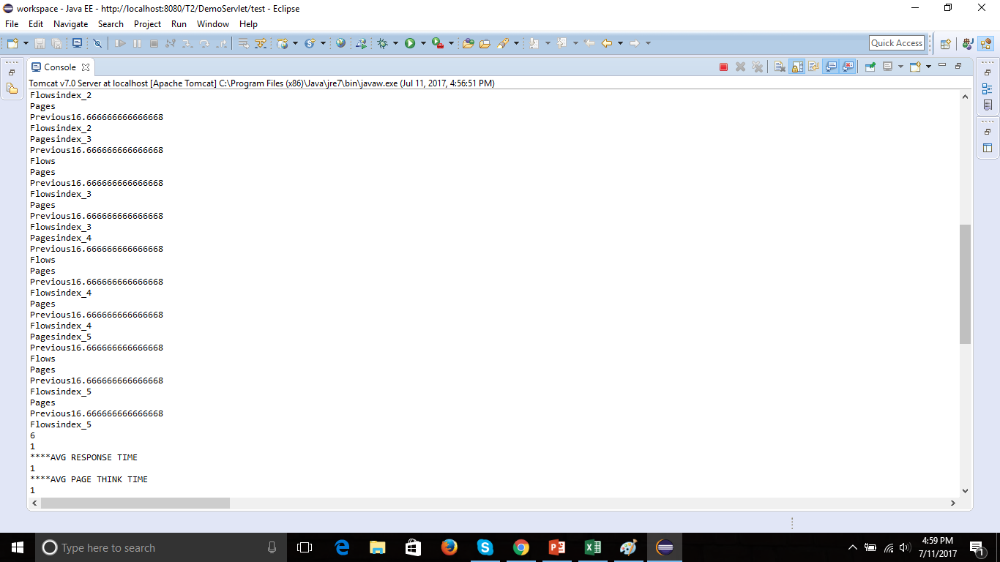 workspace - Java EE - http://localhost:8080/T2/DemoServlet/test - Eclipse
File Edit Navigate Search Project Run Window Help
Quick Access
Console
Tomcat v7.0 Server at localhost [Apache Tomcat] C:\Program Files (x86)\Java\jre7\bin\javaw.exe (Jul 11, 2017, 4:56:51 PM)
Flowsindex_2
Pages
Previous16.666666666666668
Flowsindex_2
Pagesindex_3
Previous16.666666666666668
Flows
Pages
Previous16.666666666666668
Flowsindex_3
Pages
Previous16.666666666666668
Flowsindex_3
Pagesindex_4
Previous16.666666666666668
Flows
Pages
Previous16.666666666666668
Flowsindex_4
Pages
Previous16.666666666666668
Flowsindex_4
Pagesindex_5
Previous16.666666666666668
Flows
Pages
Previous16.666666666666668
Flowsindex_5
Pages
Previous16.666666666666668
Flowsindex_5
6
1
****AVG RESPONSE TIME
1
****AVG PAGE THINK TIME
1
Type here to search
4:59 PM
7/11/2017
1